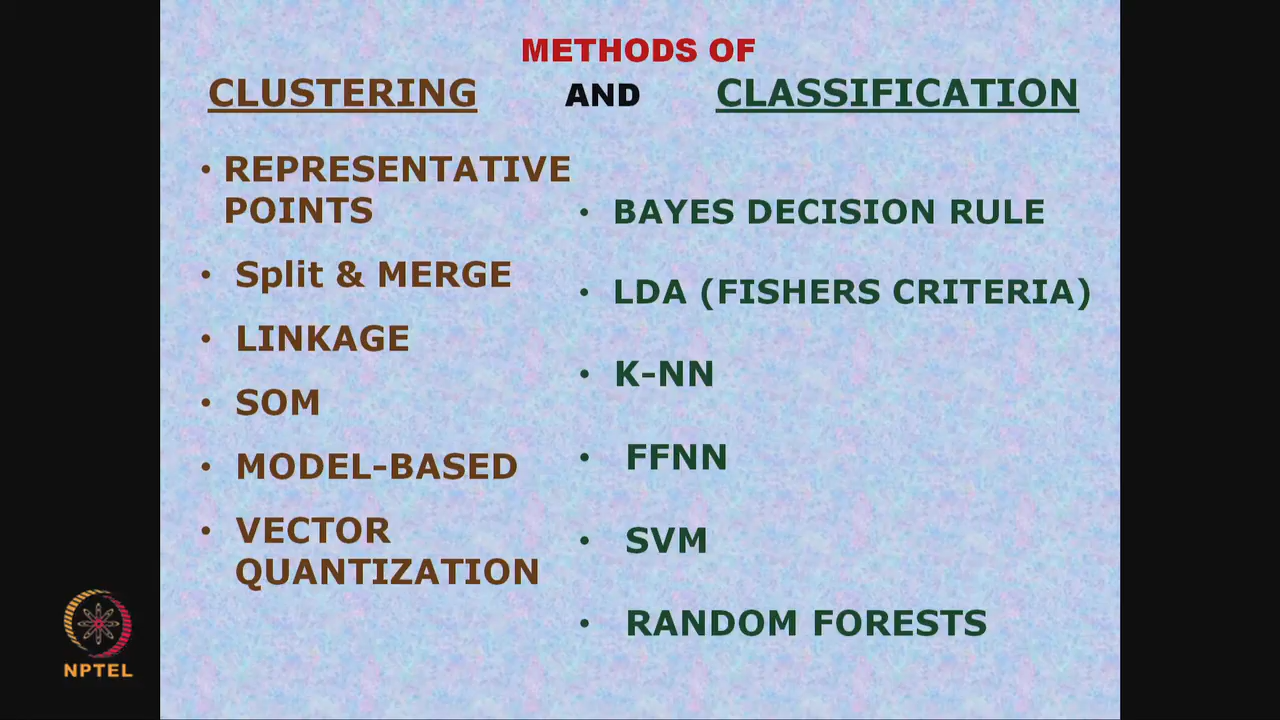 METHODS OF
CLUSTERING AND CLASSIFICATION
• REPRESENTATIVE
POINTS
• Split & MERGE
• LINKAGE
• SOM
• MODEL-BASED
• VECTOR
QUANTIZATION
• BAYES DECISION RULE
• LDA (FISHERS CRITERIA)
• K-NN
• FFNN
• SVM
• RANDOM FORESTS
NPTEL